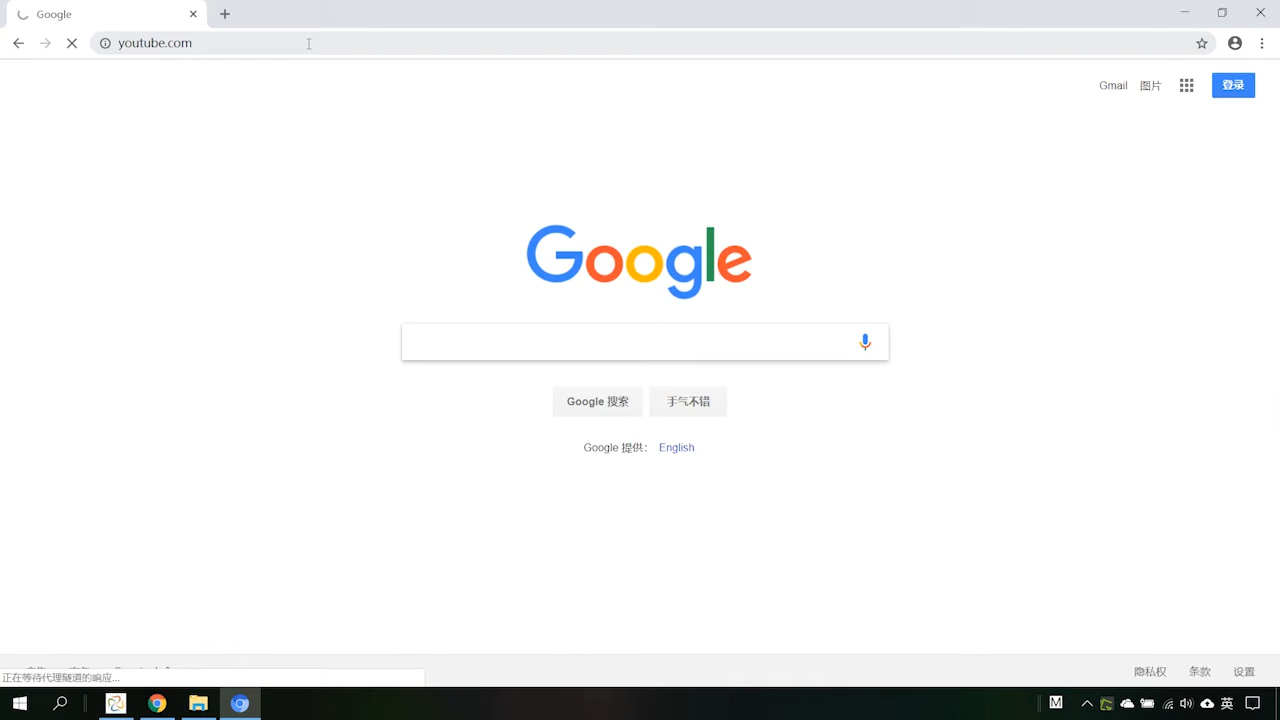 Google
youtube.com
Gmail 图片 登录
Google
Google 搜索 手气不错
Google 提供： English
正在等待代理隧道的响应...
隐私权 条款 设置
M 英